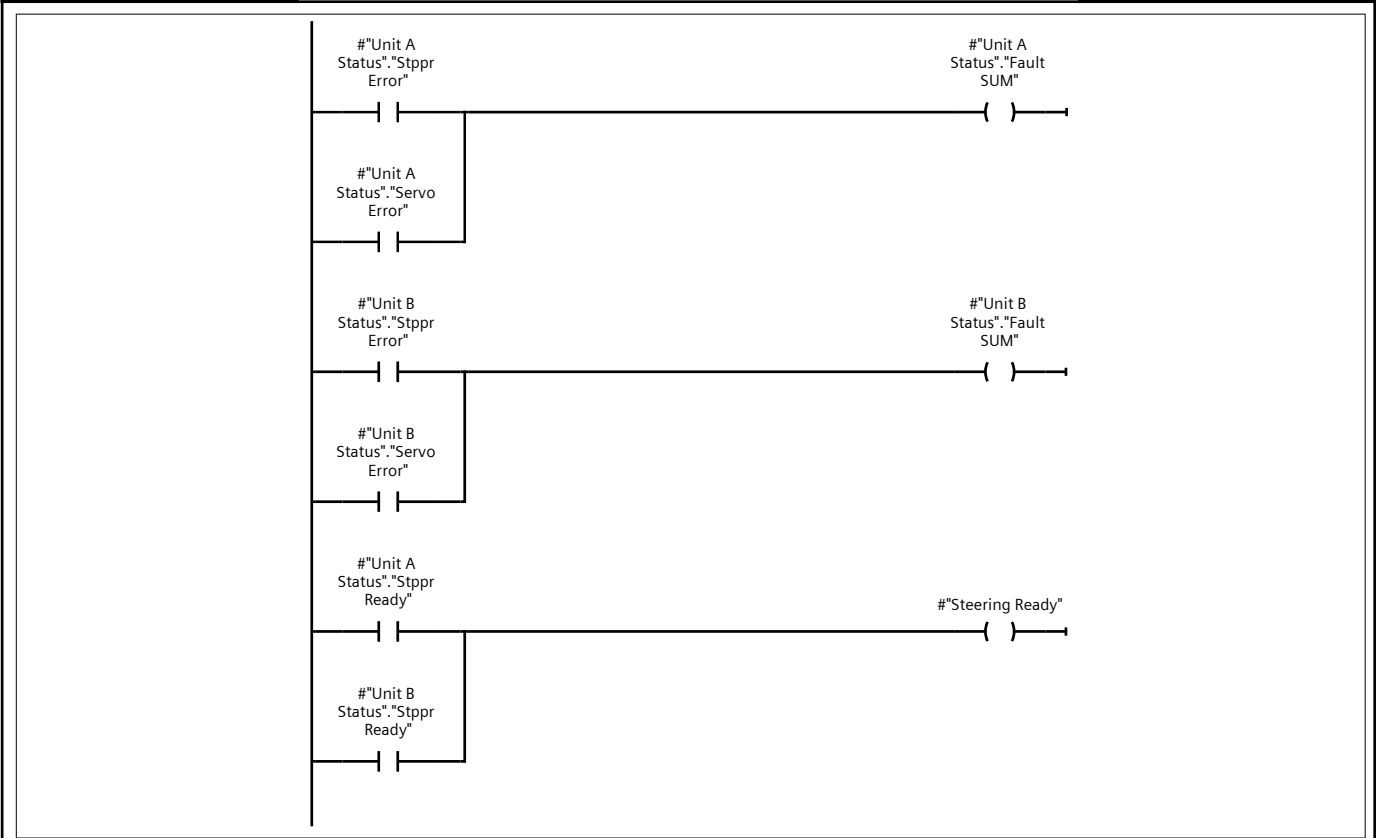 #"Unit A
Status"."Stppr
Error"
#"Unit A
Status"."Fault
SUM"
#"Unit A
Status"."Servo
Error"
#"Unit B
Status"."Stppr
Error"
#"Unit B
Status"."Fault
SUM"
#"Unit B
Status"."Servo
Error"
#"Unit A
Status"."Stppr
Ready"
#"Steering Ready"
#"Unit B
Status"."Stppr
Ready"